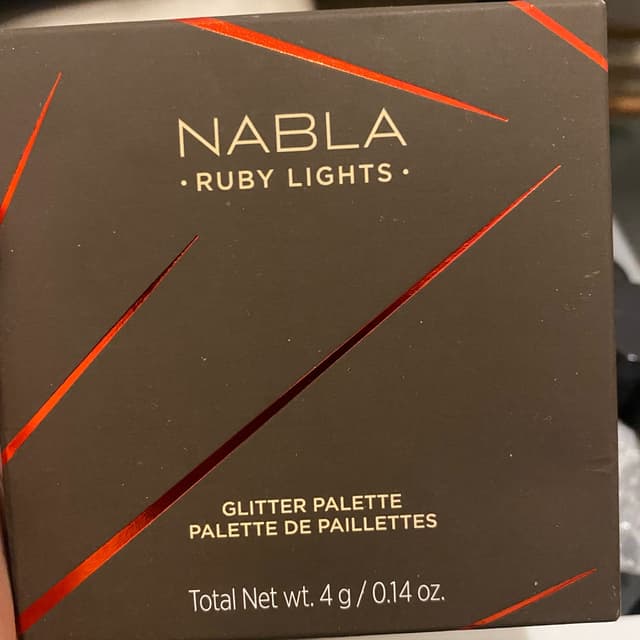 NABLA
· RUBY LIGHTS ·
GLITTER PALETTE
PALETTE DE PAILLETTES
Total Net wt. 4 g / 0.14 oz.